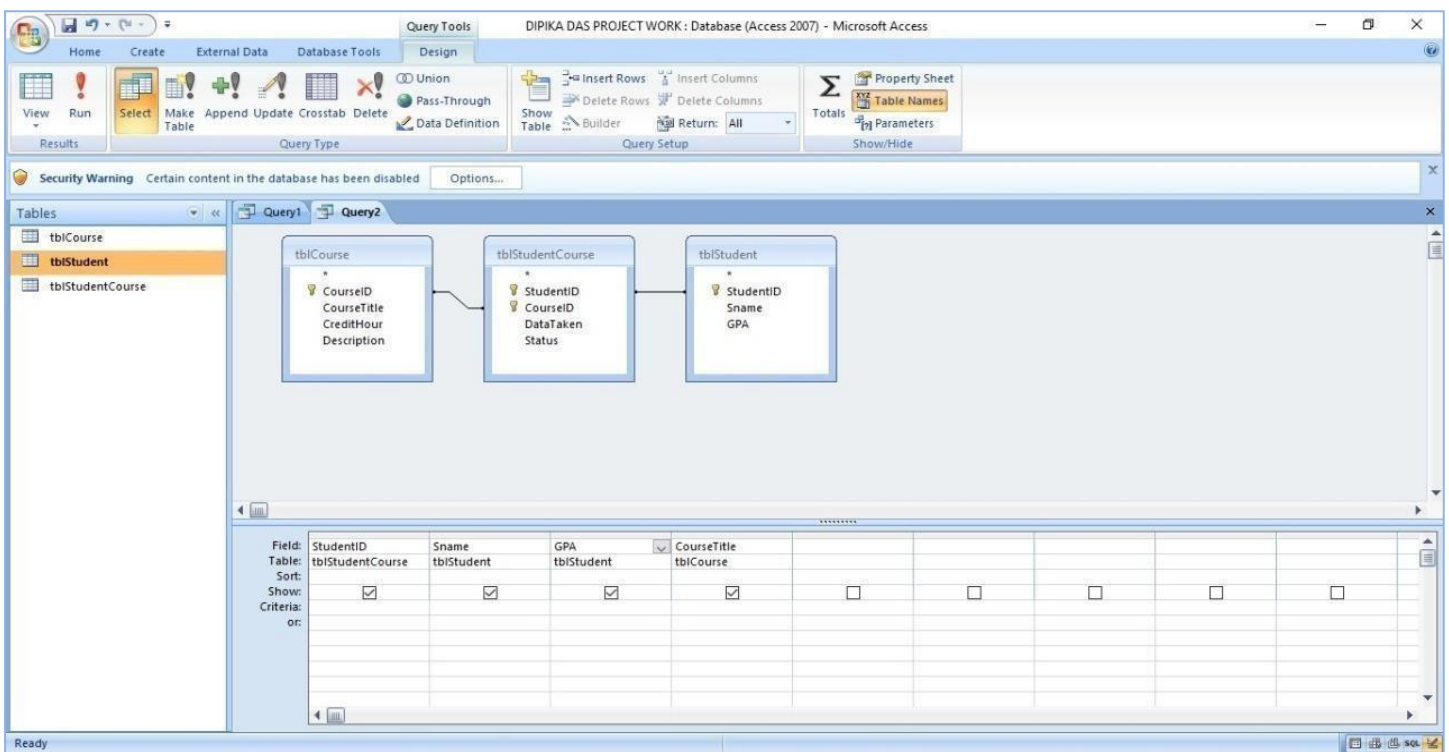 Query Tools DIPIKA DAS PROJECT WORK : Database (Access 2007) - Microsoft Access
Home Create External Data Database Tools Design
View
Run
Select
Make Table
Append
Update
Crosstab
Delete
Union
Pass-Through
Data Definition
Show Table
Insert Rows
Delete Rows
Builder
Insert Columns
Delete Columns
Return: All
Totals
Property Sheet
Table Names
Parameters
Results Query Type Query Setup Show/Hide
Security Warning Certain content in the database has been disabled Options...
Tables
tblCourse
tblStudent
tblStudentCourse
Query1 Query2
tblCourse
*
CourseID
CourseTitle
CreditHour
Description
tblStudentCourse
*
StudentID
CourseID
DataTaken
Status
tblStudent
*
StudentID
Sname
GPA
Field: StudentID Sname GPA CourseTitle
Table: tblStudentCourse tblStudent tblStudent tblCourse
Sort:
Show:
Criteria:
or:
Ready SQL